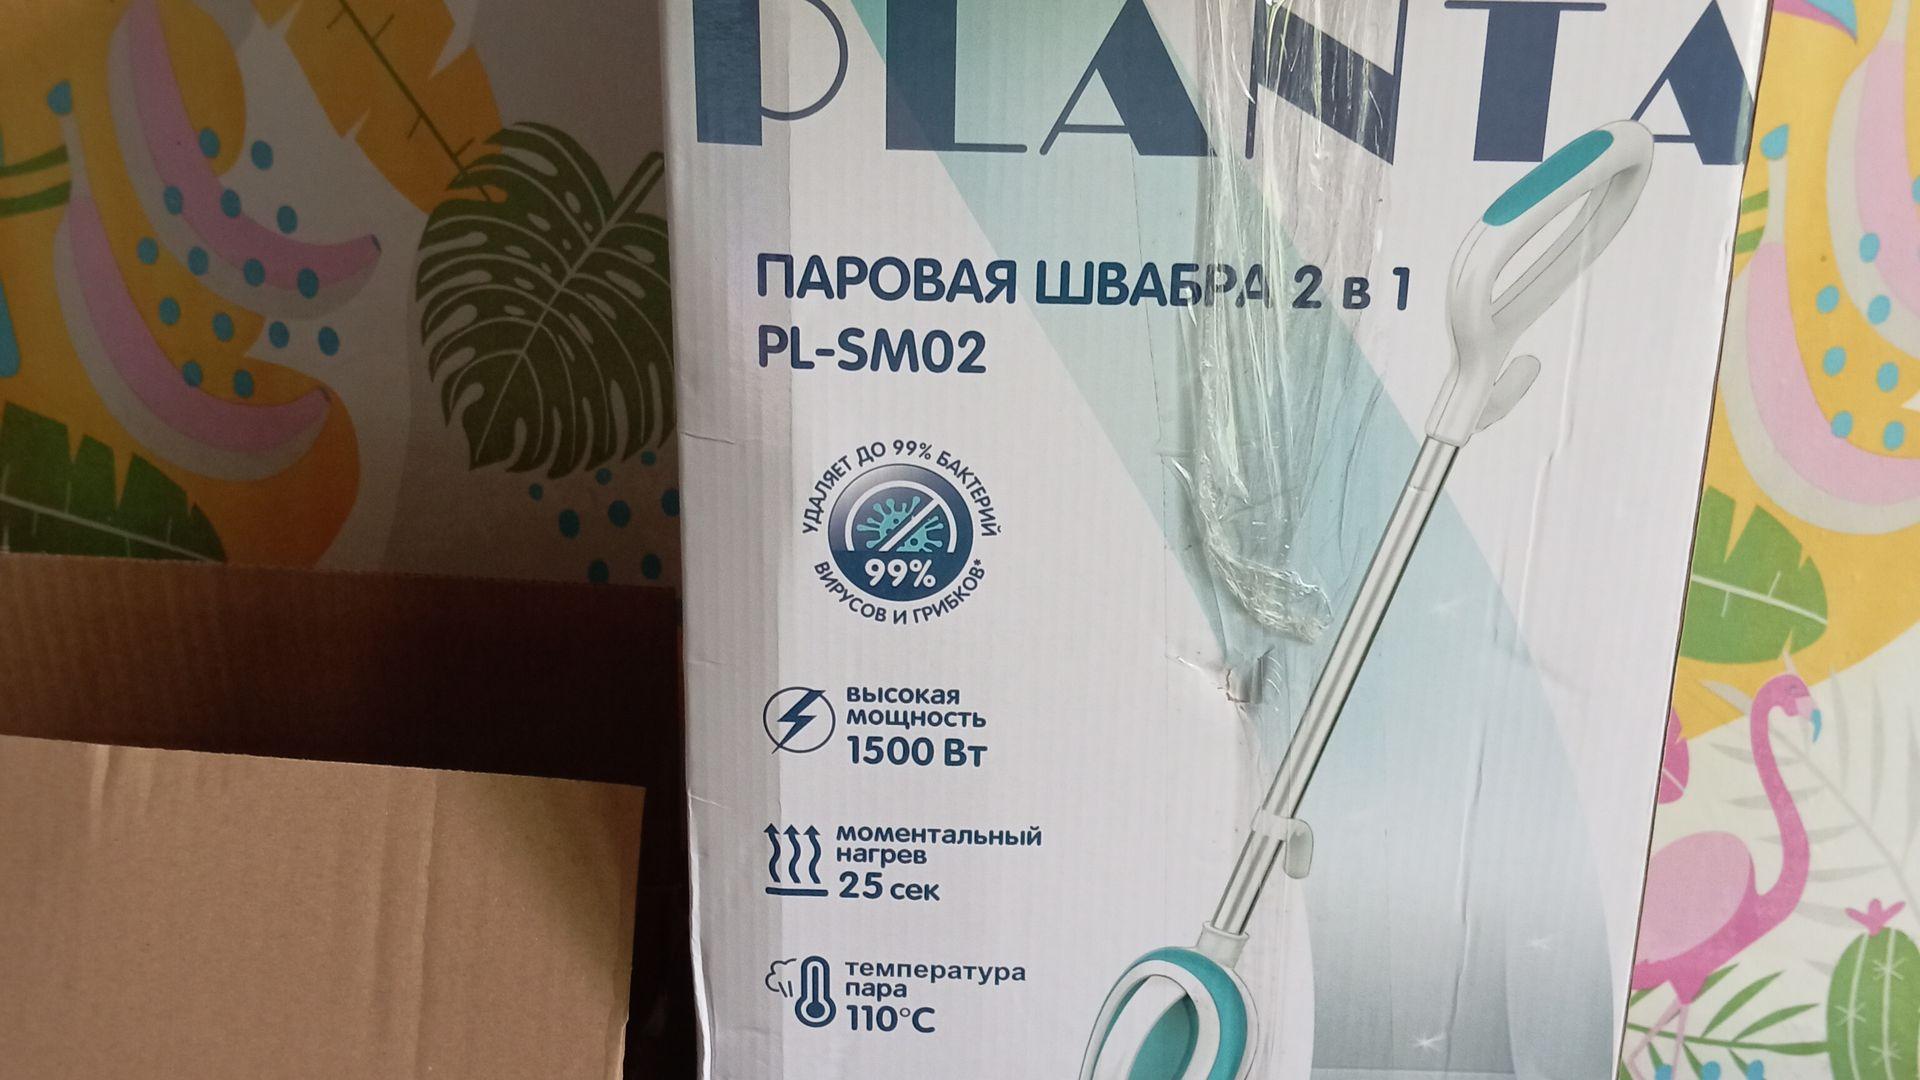 PLANTA
ПАРОВАЯ ШВАБРА 2 в 1
PL-SM02
УДАЛЯЕТ ДО 99% БАКТЕРИЙ
99%
ВИРУСОВ И ГРИБКОВ*
ВЫСОКАЯ
МОЩНОСТЬ
1500 Вт
МОМЕНТАЛЬНЫЙ
нагрев
25 сек
температура
пара
110°C